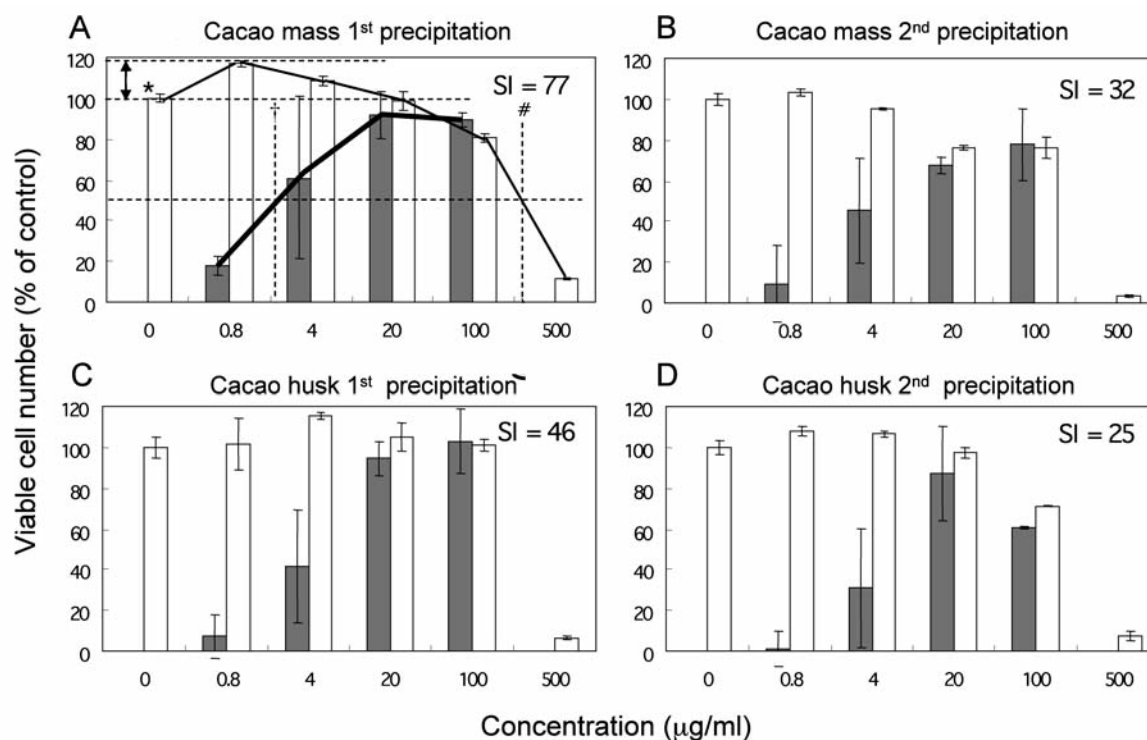 A Cacao mass 1st precipitation
120
100
80
60
40
20
0
*
†
#
SI = 77
0 0.8 4 20 100 500
B Cacao mass 2nd precipitation
120
100
80
60
40
20
0
SI = 32
0 0.8 4 20 100 500
C Cacao husk 1st precipitation
120
100
80
60
40
20
0
SI = 46
0 0.8 4 20 100 500
D Cacao husk 2nd precipitation
120
100
80
60
40
20
0
SI = 25
0 0.8 4 20 100 500
Viable cell number (% of control)
Concentration (μg/ml)